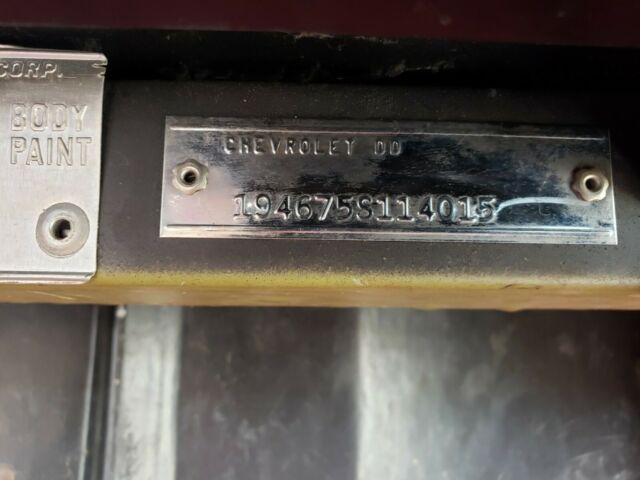 CORP.
BODY
PAINT
CHEVROLET DD
194675S114015